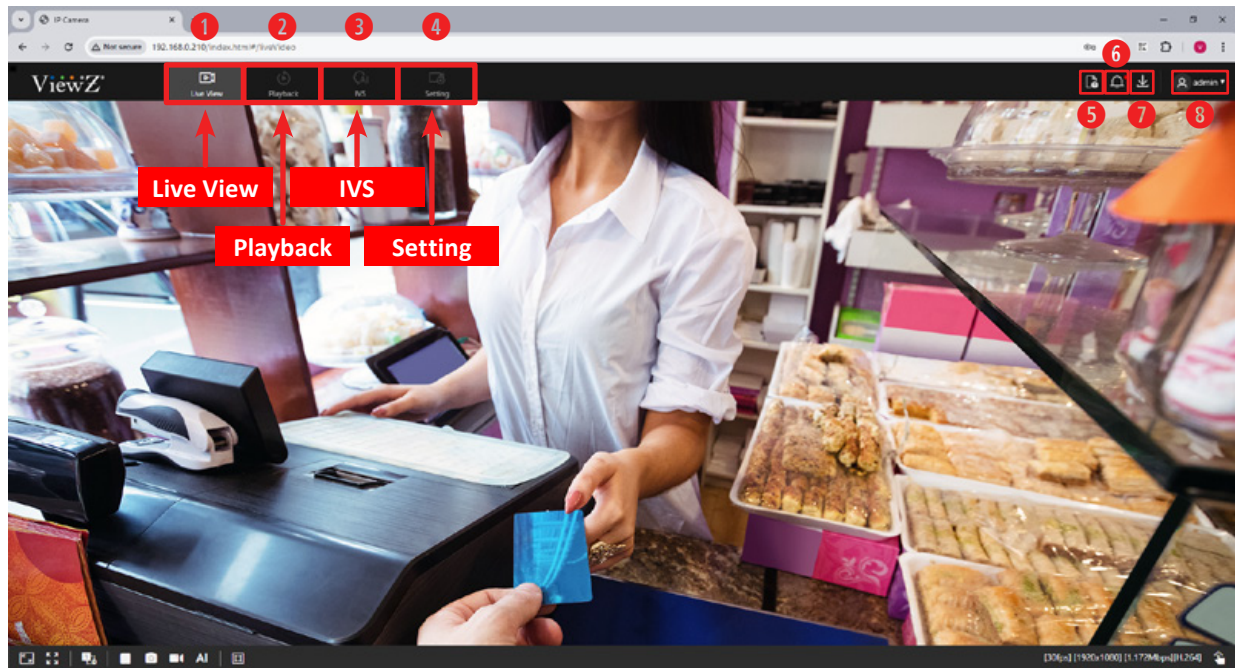 IP Camera
1 2 3 4
Not secure 192.168.0.210/index.html#/liveVideo
6
ViewZ
Live View Playback IVS Setting
admin
5 7 8
Live View IVS
Playback Setting
AI
[30fps] [1920x1080] [1.172Mbps][H.264]